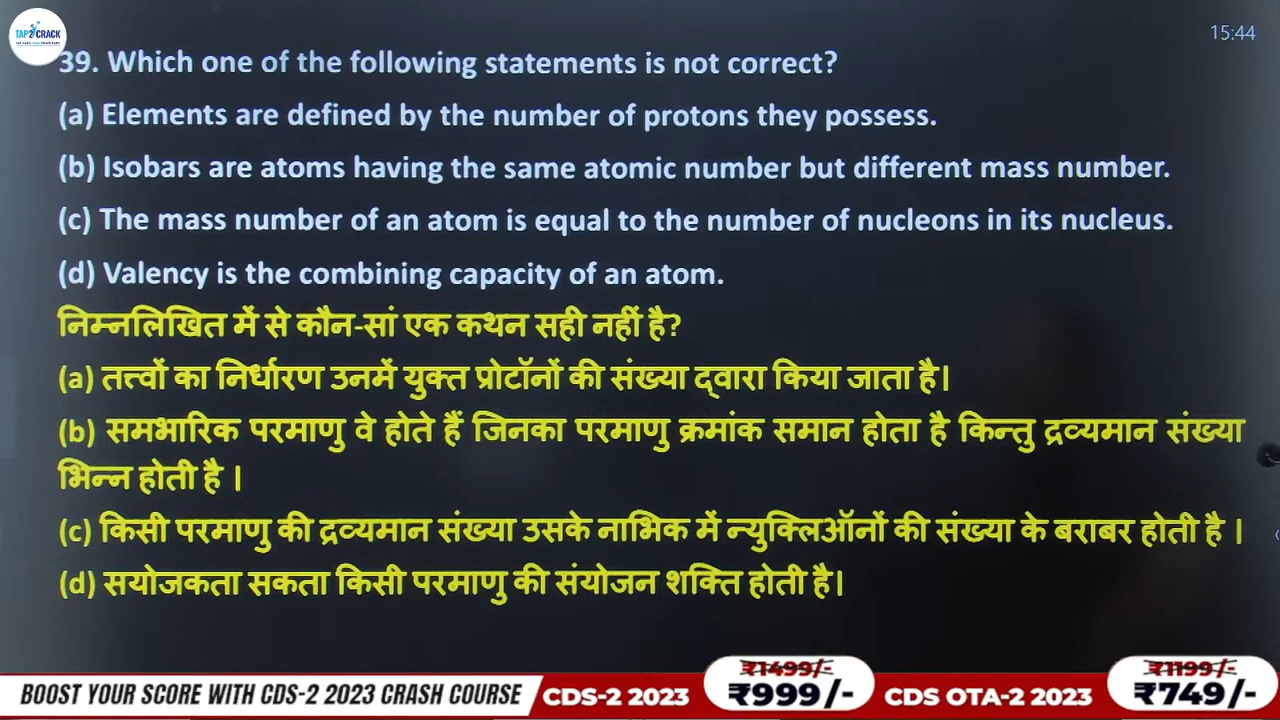 TAP2CRACK
15:44
39. Which one of the following statements is not correct?
(a) Elements are defined by the number of protons they possess.
(b) Isobars are atoms having the same atomic number but different mass number.
(c) The mass number of an atom is equal to the number of nucleons in its nucleus.
(d) Valency is the combining capacity of an atom.
निम्नलिखित में से कौन-सां एक कथन सही नहीं है?
(a) तत्त्वों का निर्धारण उनमें युक्त प्रोटॉनों की संख्या द्वारा किया जाता है।
(b) समभारिक परमाणु वे होते हैं जिनका परमाणु क्रमांक समान होता है किन्तु द्रव्यमान संख्या
भिन्न होती है ।
(c) किसी परमाणु की द्रव्यमान संख्या उसके नाभिक में न्युक्लिऑनों की संख्या के बराबर होती है ।
(d) सयोजकता सकता किसी परमाणु की संयोजन शक्ति होती है।
BOOST YOUR SCORE WITH CDS-2 2023 CRASH COURSE CDS-2 2023 ₹1499/- ₹999/- CDS OTA-2 2023 ₹1199/- ₹749/-